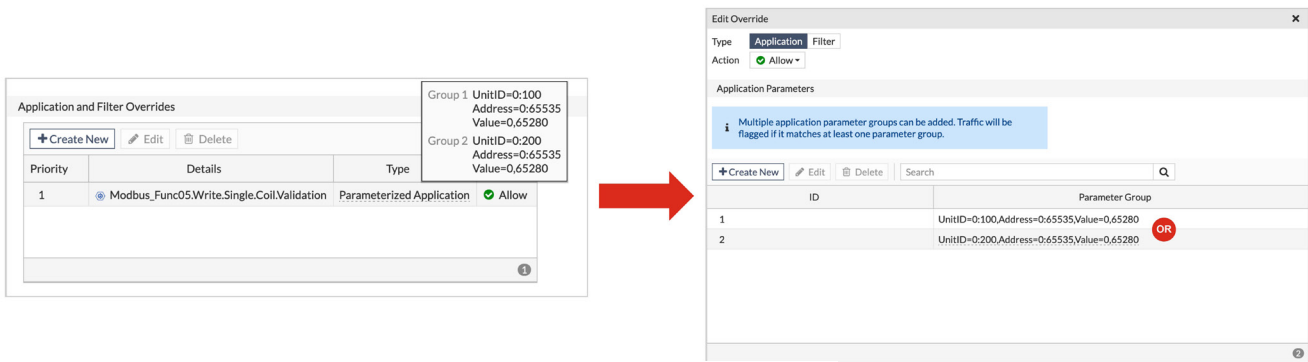 Application and Filter Overrides
Group 1 UnitID=0:100
Address=0:65535
Value=0,65280
Group 2 UnitID=0:200
Address=0:65535
Value=0,65280
+Create New Edit Delete
Priority Details Type
1 Modbus_Func05.Write.Single.Coil.Validation Parameterized Application Allow
1
Edit Override ×
Type Application Filter
Action Allow
Application Parameters
i Multiple application parameter groups can be added. Traffic will be
flagged if it matches at least one parameter group.
+Create New Edit Delete Search
ID Parameter Group
1 UnitID=0:100,Address=0:65535,Value=0,65280
OR
2 UnitID=0:200,Address=0:65535,Value=0,65280
2